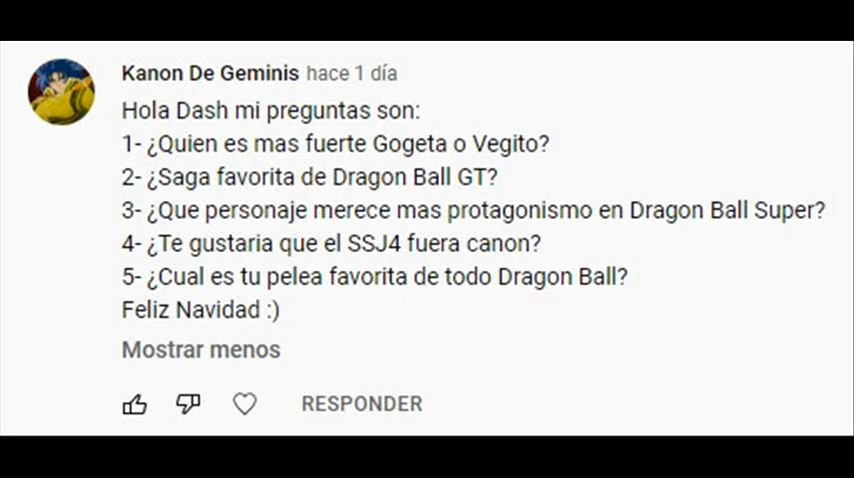 Kanon De Geminis hace 1 día
Hola Dash mi preguntas son:
1- ¿Quien es mas fuerte Gogeta o Vegito?
2- ¿Saga favorita de Dragon Ball GT?
3- ¿Que personaje merece mas protagonismo en Dragon Ball Super?
4- ¿Te gustaria que el SSJ4 fuera canon?
5- ¿Cual es tu pelea favorita de todo Dragon Ball?
Feliz Navidad :)
Mostrar menos
RESPONDER